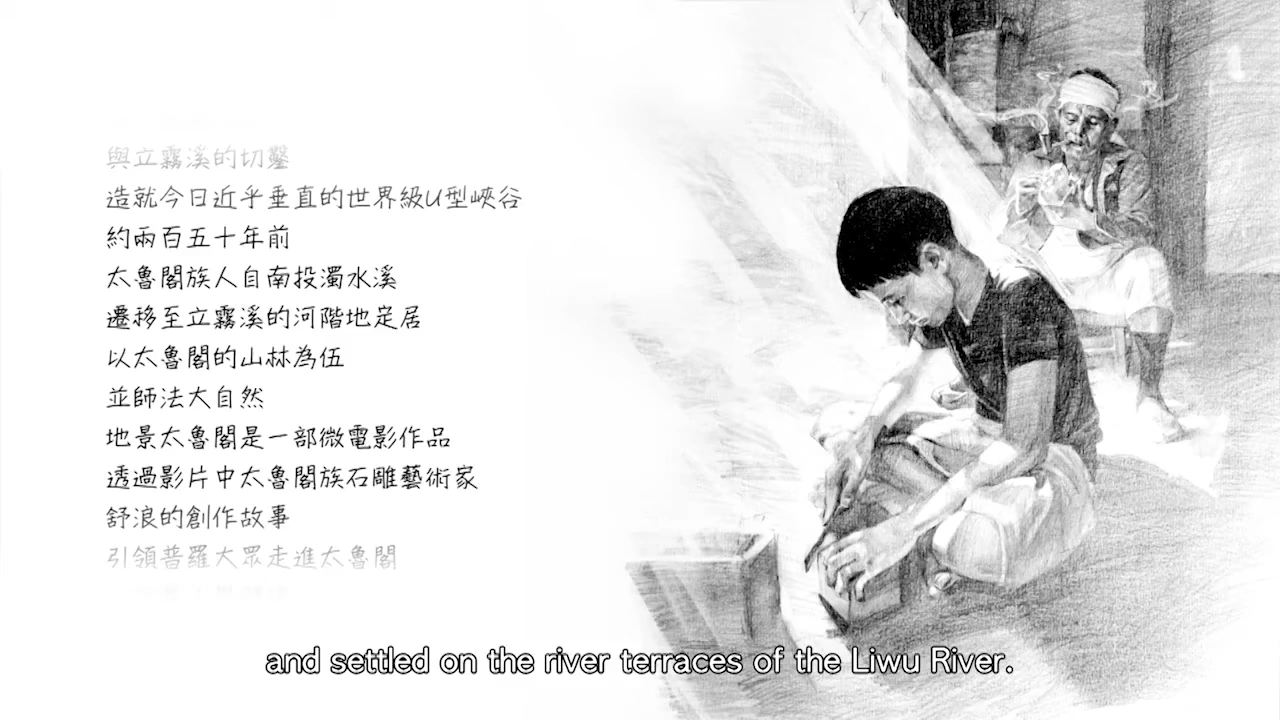 與立霧溪的切鑿
造就今日近乎垂直的世界級U型峽谷
約兩百五十年前
太魯閣族人自南投濁水溪
遷移至立霧溪的河階地定居
以太魯閣的山林為伍
並師法大自然
地景太魯閣是一部微電影作品
透過影片中太魯閣族石雕藝術家
舒浪的創作故事
引領普羅大眾走進太魯閣
and settled on the river terraces of the Liwu River.